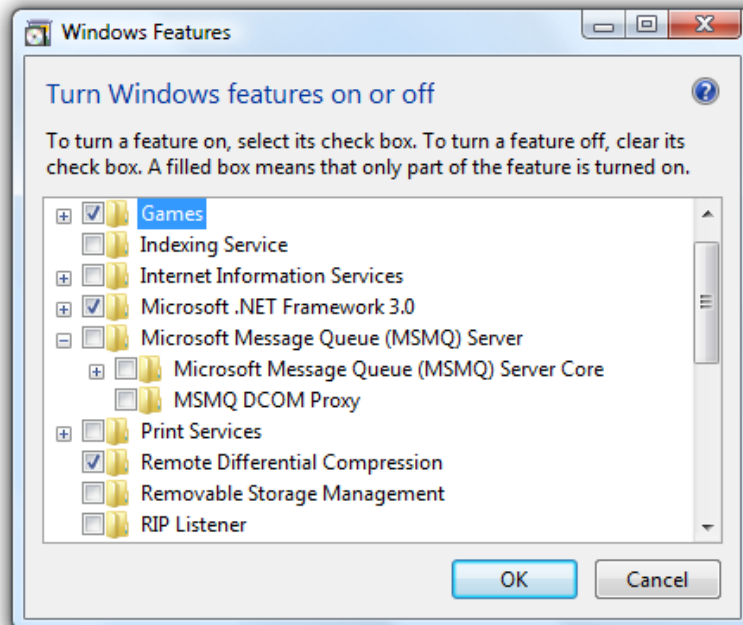 Windows Features
Turn Windows features on or off
To turn a feature on, select its check box. To turn a feature off, clear its
check box. A filled box means that only part of the feature is turned on.
Games
Indexing Service
Internet Information Services
Microsoft .NET Framework 3.0
Microsoft Message Queue (MSMQ) Server
Microsoft Message Queue (MSMQ) Server Core
MSMQ DCOM Proxy
Print Services
Remote Differential Compression
Removable Storage Management
RIP Listener
OK
Cancel